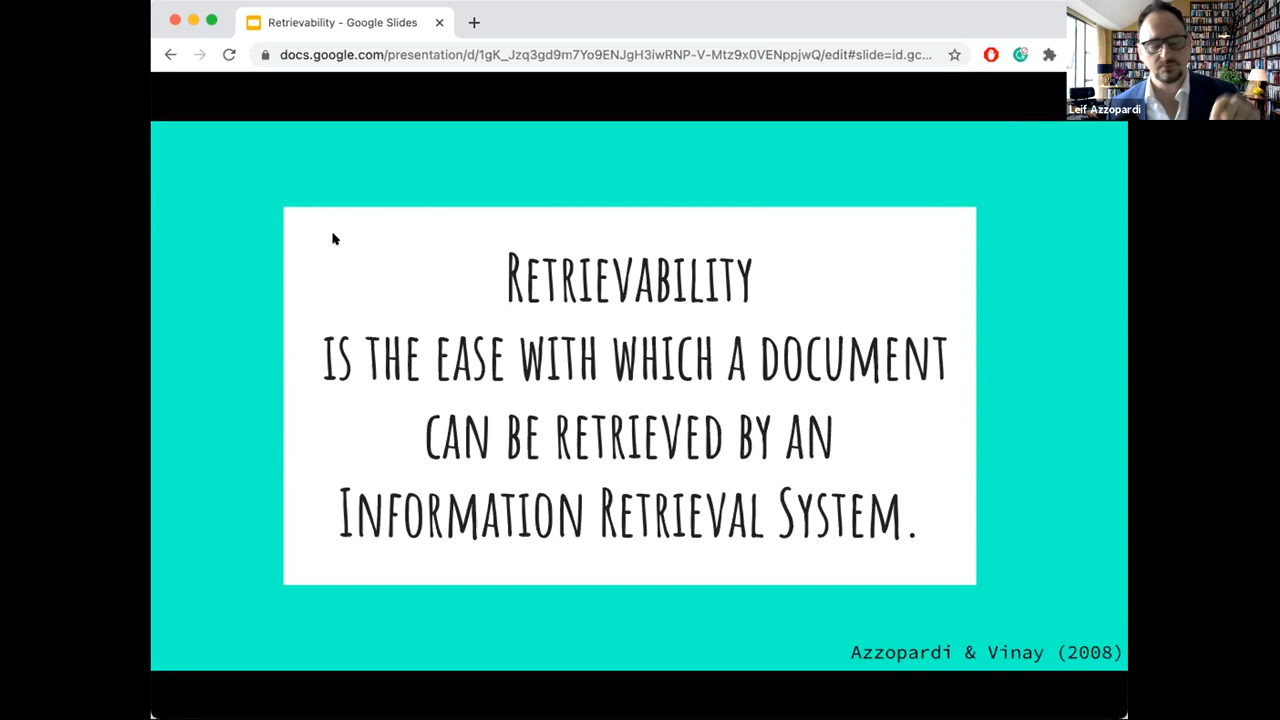 Retrievability - Google Slides
docs.google.com/presentation/d/1gK_Jzq3gd9m7Yo9ENJgH3iwRNP-V-Mtz9x0VENppjwQ/edit#slide=id.gc...
Leif Azzopardi
Retrievability
is the ease with which a document
can be retrieved by an
Information Retrieval System.
Azzopardi & Vinay (2008)